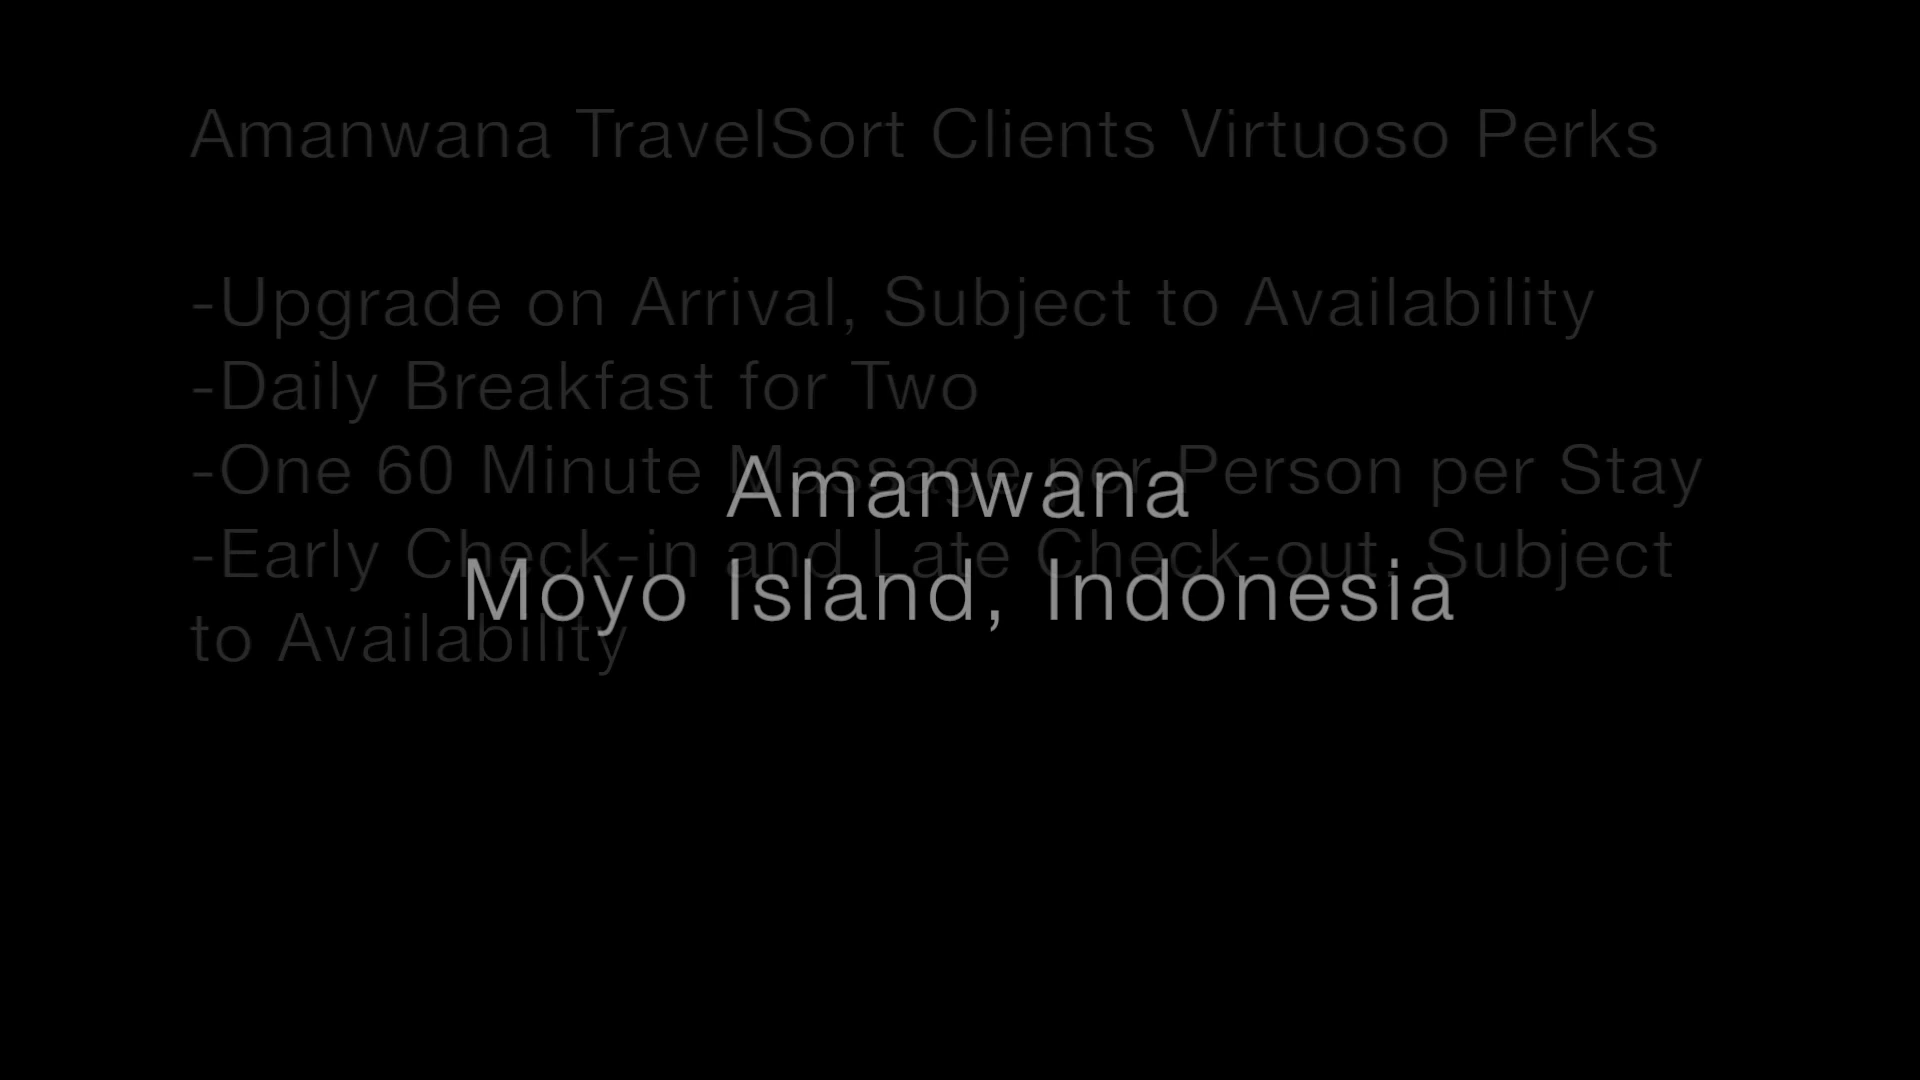 Amanwana TravelSort Clients Virtuoso Perks
-Upgrade on Arrival, Subject to Availability
-Daily Breakfast for Two
-One 60 Minute Massage per Person per Stay
-Early Check-in and Late Check-out, Subject
to Availability
Amanwana
Moyo Island, Indonesia